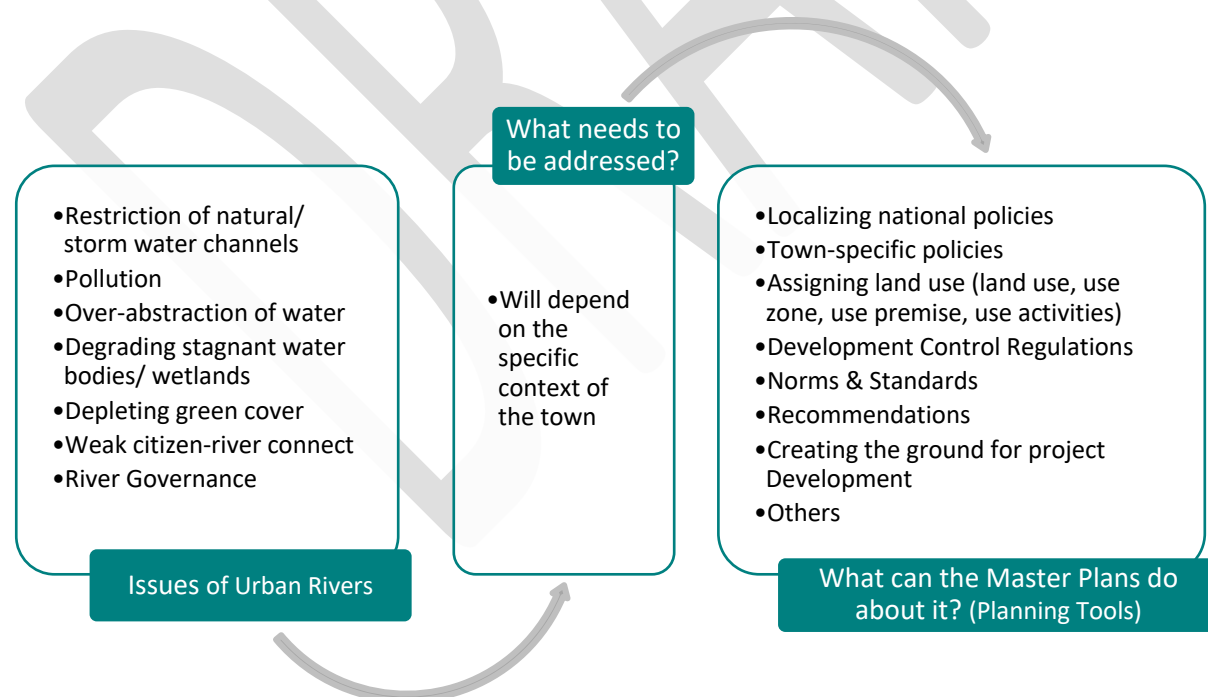 What needs to
be addressed?
•Restriction of natural/
storm water channels
•Pollution
•Over-abstraction of water
•Degrading stagnant water
bodies/ wetlands
•Depleting green cover
•Weak citizen-river connect
•River Governance
Issues of Urban Rivers
•Will depend
on the
specific
context of
the town
•Localizing national policies
•Town-specific policies
•Assigning land use (land use, use
zone, use premise, use activities)
•Development Control Regulations
•Norms & Standards
•Recommendations
•Creating the ground for project
Development
•Others
What can the Master Plans do
about it? (Planning Tools)